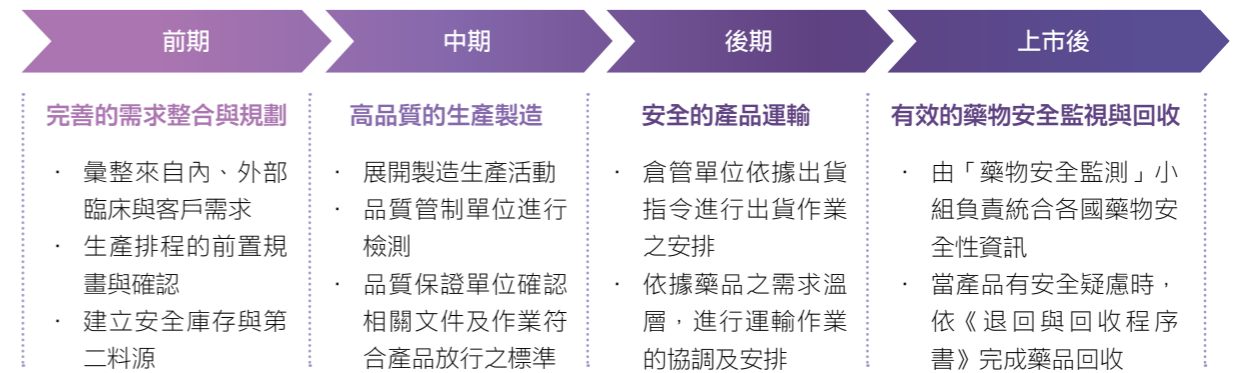 前期
中期
後期
上市後
完善的需求整合與規劃
· 彙整來自內、外部
臨床與客戶需求
· 生產排程的前置規
畫與確認
· 建立安全庫存與第
二料源
高品質的生產製造
· 展開製造生產活動
· 品質管制單位進行
檢測
· 品質保證單位確認
相關文件及作業符
合產品放行之標準
安全的產品運輸
· 倉管單位依據出貨
指令進行出貨作業
之安排
· 依據藥品之需求溫
層，進行運輸作業
的協調及安排
有效的藥物安全監視與回收
· 由「藥物安全監測」小
組負責統合各國藥物安
全性資訊
· 當產品有安全疑慮時，
依《退回與回收程序
書》完成藥品回收